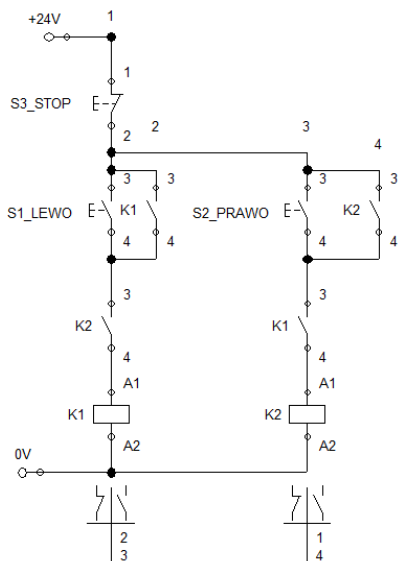 1
+24V
1
S3_STOP
2 2 3
4
3 3 3 3
S1_LEWO K1 S2_PRAWO K2
4 4 4 4
3 3
K2 K1
4 4
A1 A1
K1 K2
A2 A2
0V
2 1
3 4